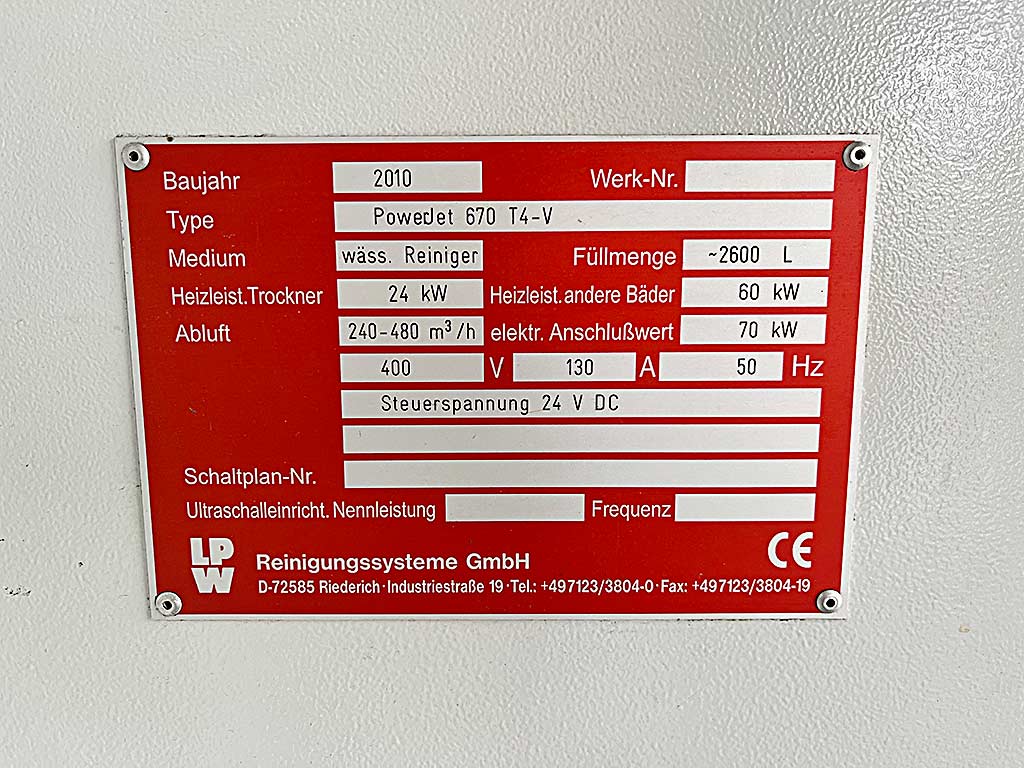 Baujahr 2010 Werk-Nr.
Type PowerJet 670 T4-V
Medium wäss. Reiniger Füllmenge ~2600 L
Heizleist.Trockner 24 kW Heizleist.andere Bäder 60 kW
Abluft 240-480 m³/h elektr. Anschlußwert 70 kW
400 V 130 A 50 Hz
Steuerspannung 24 V DC
Schaltplan-Nr.
Ultraschalleinricht. Nennleistung Frequenz
LP
W
Reinigungssysteme GmbH CE
D-72585 Riederich·Industriestraße 19·Tel.: +497123/3804-0·Fax: +497123/3804-19